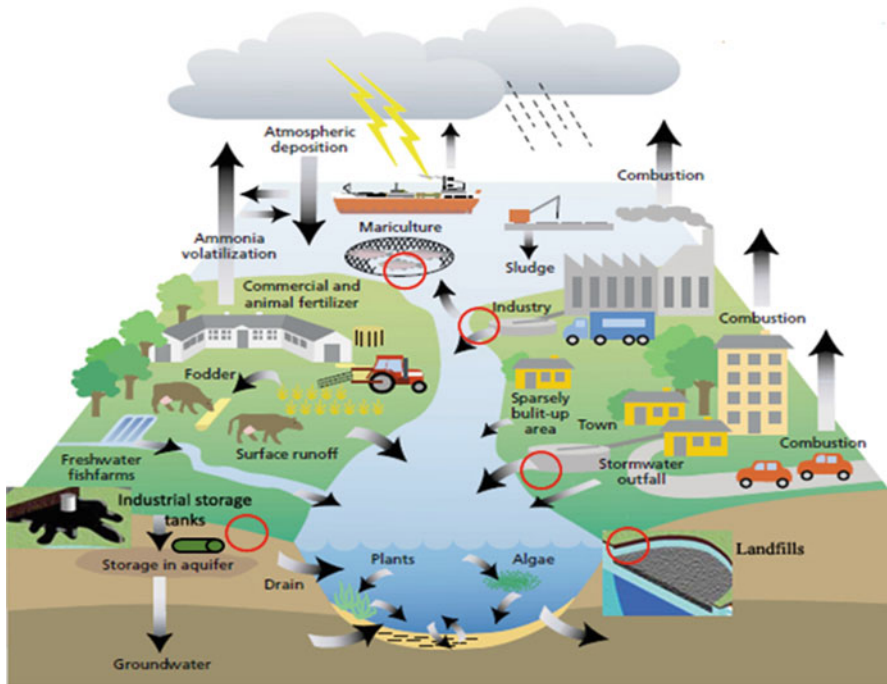 Atmospheric
deposition
Combustion
Mariculture
Ammonia
volatilization
Sludge
Commercial and
animal fertilizer
Industry
Combustion
Fodder
Sparsely
bulit-up
area
Town
Combustion
Freshwater
fishfarms
Surface runoff
Stormwater
outfall
Industrial storage
tanks
Storage in aquifer
Drain
Plants
Algae
Landfills
Groundwater